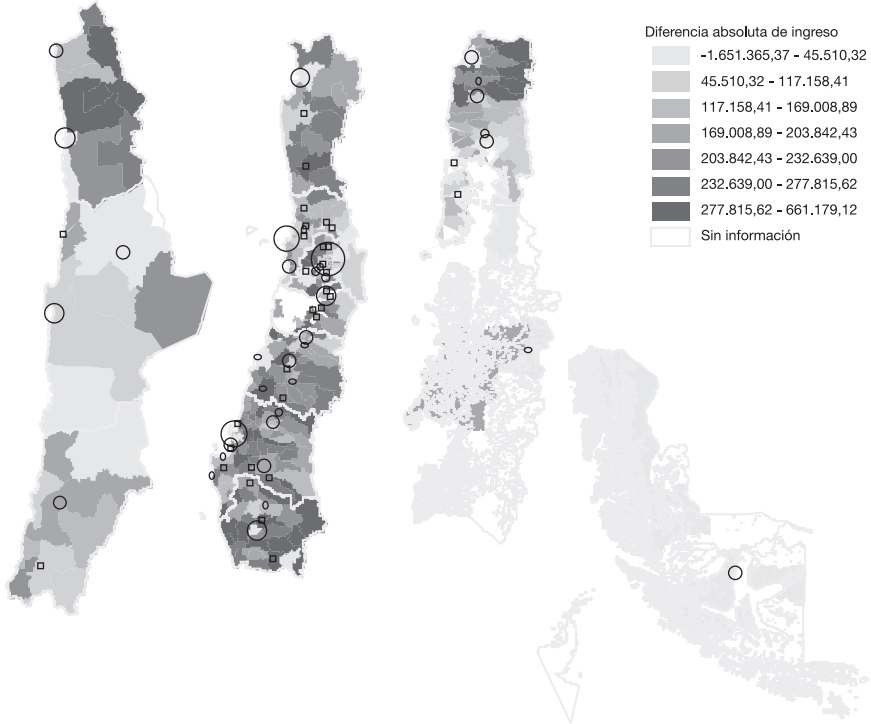 Diferencia absoluta de ingreso
-1.651.365,37 - 45.510,32
45.510,32 - 117.158,41
117.158,41 - 169.008,89
169.008,89 - 203.842,43
203.842,43 - 232.639,00
232.639,00 - 277.815,62
277.815,62 - 661.179,12
Sin información